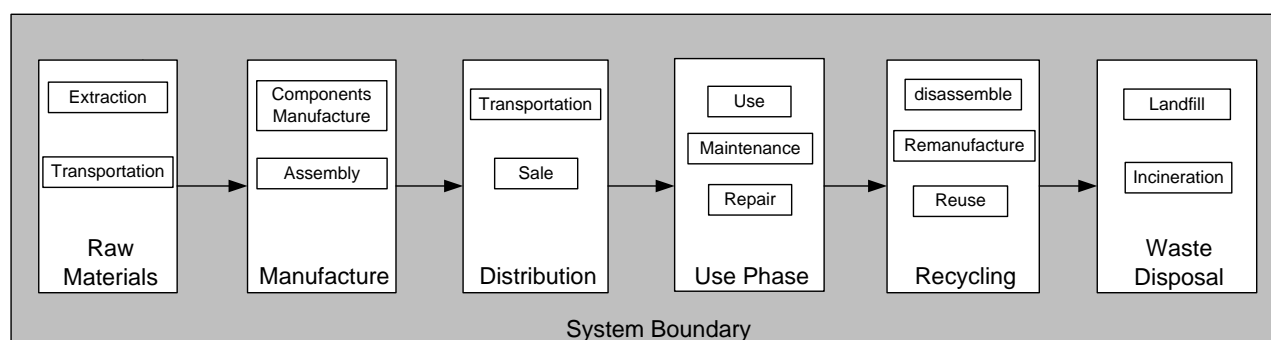 Extraction
Transportation
Raw
Materials
Components
Manufacture
Assembly
Manufacture
Transportation
Sale
Distribution
Use
Maintenance
Repair
Use Phase
disassemble
Remanufacture
Reuse
Recycling
Landfill
Incineration
Waste
Disposal
System Boundary